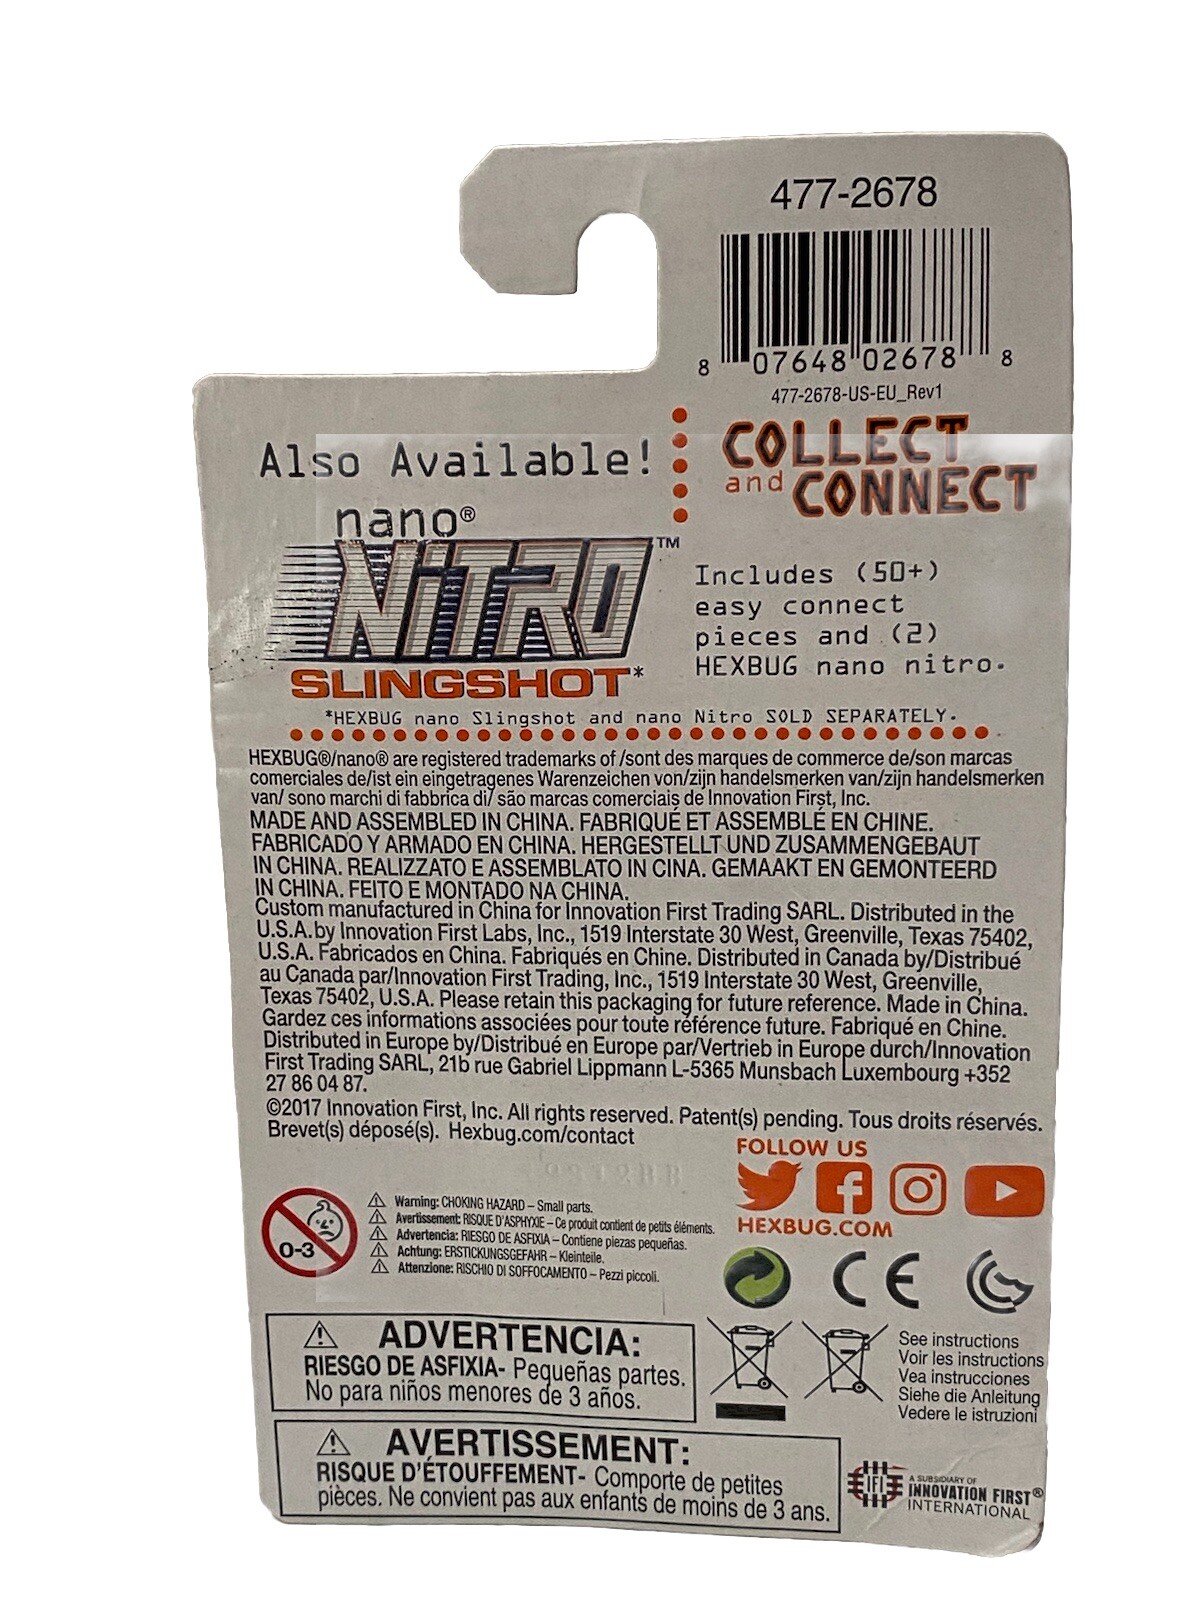 477-2678
8 07648 02678 8
477-2678-US-EU_Rev1
Also Available!
nano®
NiTRO™
SLINGSHOT*
COLLECT
and CONNECT
Includes (50+)
easy connect
pieces and (2)
HEXBUG nano nitro.
*HEXBUG nano Slingshot and nano Nitro SOLD SEPARATELY.
HEXBUG®/nano® are registered trademarks of /sont des marques de commerce de/son marcas
comerciales de/ist ein eingetragenes Warenzeichen von/zijn handelsmerken van/zijn handelsmerken
van/ sono marchi di fabbrica di/ são marcas comerciais de Innovation First, Inc.
MADE AND ASSEMBLED IN CHINA. FABRIQUÉ ET ASSEMBLÉ EN CHINE.
FABRICADO Y ARMADO EN CHINA. HERGESTELLT UND ZUSAMMENGEBAUT
IN CHINA. REALIZZATO E ASSEMBLATO IN CINA. GEMAAKT EN GEMONTEERD
IN CHINA. FEITO E MONTADO NA CHINA.
Custom manufactured in China for Innovation First Trading SARL. Distributed in the
U.S.A. by Innovation First Labs, Inc., 1519 Interstate 30 West, Greenville, Texas 75402,
U.S.A. Fabricados en China. Fabriqués en Chine. Distributed in Canada by/Distribué
au Canada par/Innovation First Trading, Inc., 1519 Interstate 30 West, Greenville,
Texas 75402, U.S.A. Please retain this packaging for future reference. Made in China.
Gardez ces informations associées pour toute référence future. Fabriqué en Chine.
Distributed in Europe by/Distribué en Europe par/Vertrieb in Europe durch/Innovation
First Trading SARL, 21b rue Gabriel Lippmann L-5365 Munsbach Luxembourg +352
27 86 04 87.
©2017 Innovation First, Inc. All rights reserved. Patent(s) pending. Tous droits réservés.
Brevet(s) déposé(s). Hexbug.com/contact
FOLLOW US
HEXBUG.COM
0-3
Warning: CHOKING HAZARD – Small parts.
Avertissement: RISQUE D'ASPHYXIE – Ce produit contient de petits éléments.
Advertencia: RIESGO DE ASFIXIA – Contiene piezas pequeñas.
Achtung: ERSTICKUNGSGEFAHR – Kleinteile.
Attenzione: RISCHIO DI SOFFOCAMENTO – Pezzi piccoli.
CE
ADVERTENCIA:
RIESGO DE ASFIXIA- Pequeñas partes.
No para niños menores de 3 años.
See instructions
Voir les instructions
Vea instrucciones
Siehe die Anleitung
Vedere le istruzioni
AVERTISSEMENT:
RISQUE D'ÉTOUFFEMENT- Comporte de petites
pièces. Ne convient pas aux enfants de moins de 3 ans.
IFI
A SUBSIDIARY OF
INNOVATION FIRST®
INTERNATIONAL